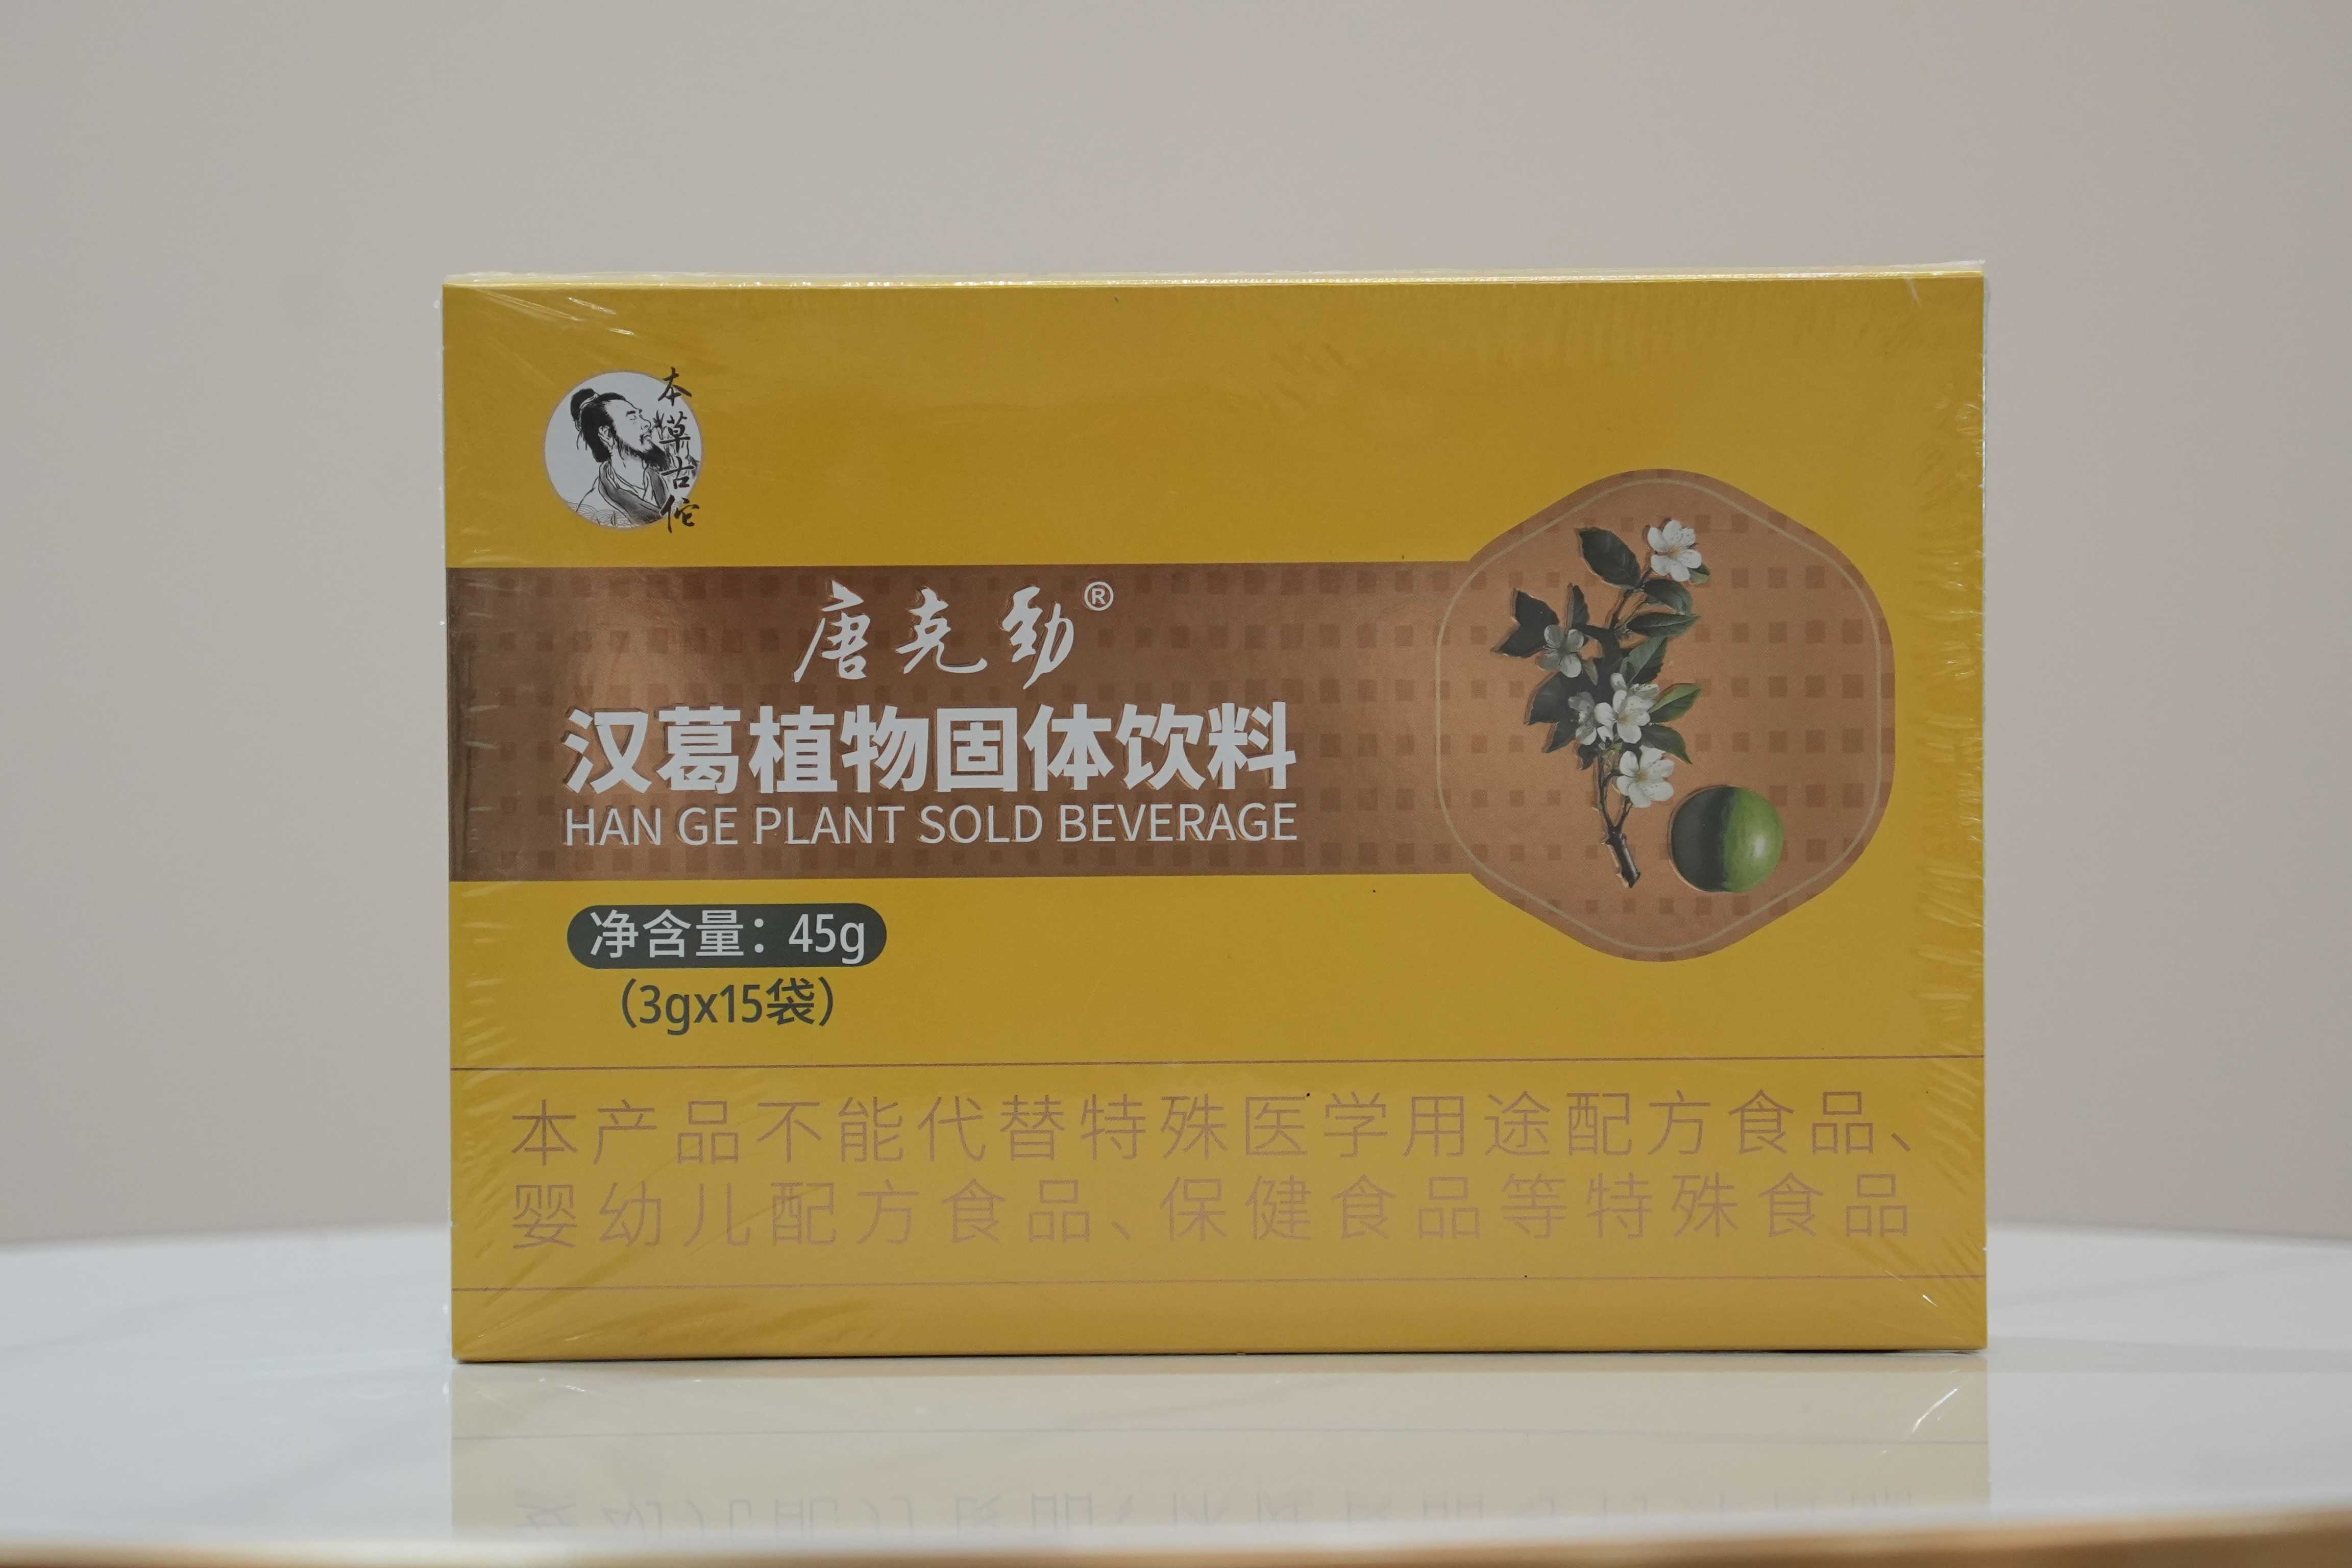 本草古佗
唐克劲®
汉葛植物固体饮料
HAN GE PLANT SOLD BEVERAGE
净含量：45g
（3gx15袋）
本产品不能代替特殊医学用途配方食品、
婴幼儿配方食品、保健食品等特殊食品